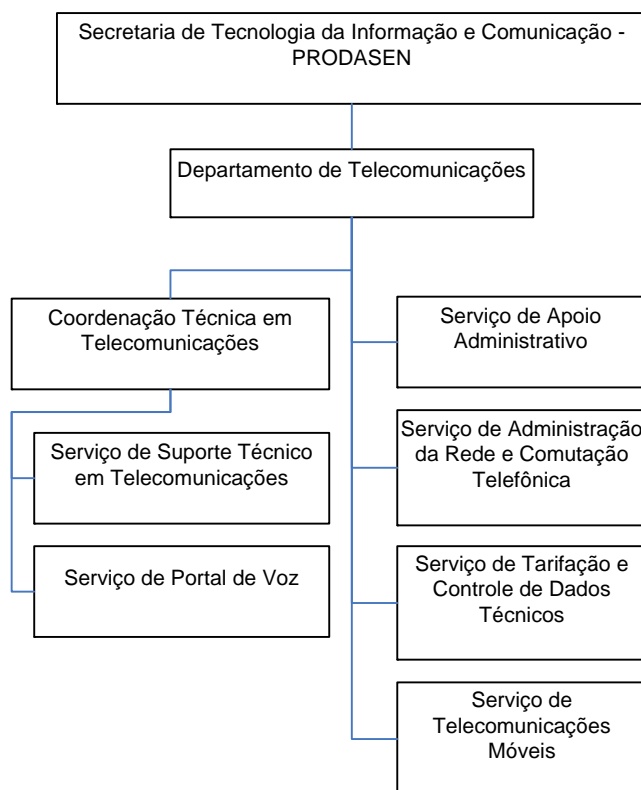 Secretaria de Tecnologia da Informação e Comunicação -
PRODASEN
Departamento de Telecomunicações
Coordenação Técnica em
Telecomunicações
Serviço de Suporte Técnico
em Telecomunicações
Serviço de Portal de Voz
Serviço de Apoio
Administrativo
Serviço de Administração
da Rede e Comutação
Telefônica
Serviço de Tarifação e
Controle de Dados
Técnicos
Serviço de
Telecomunicações
Móveis